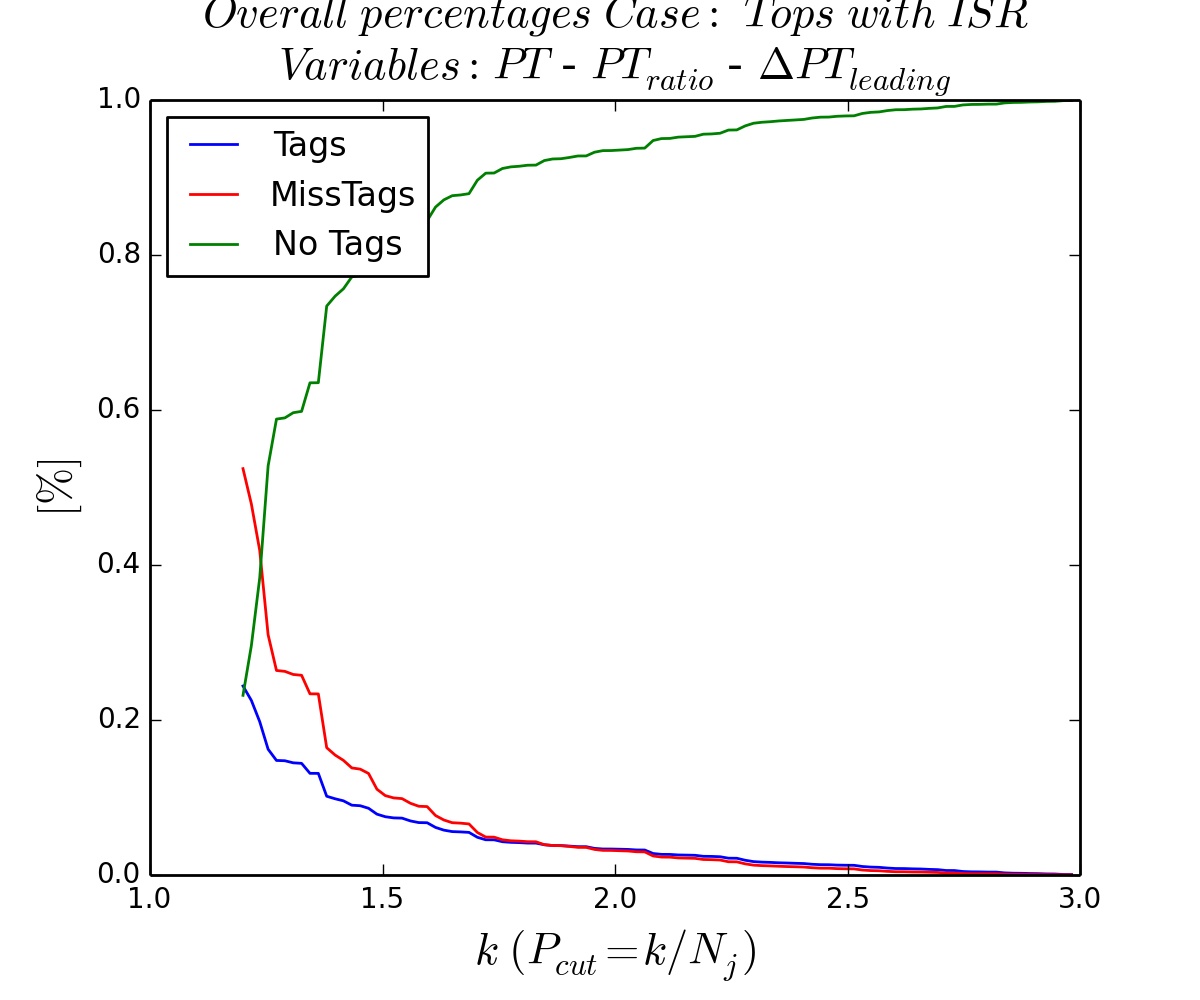 Overall percentages Case: Tops with ISR
Variables: PT - PT_ratio - ΔPT_leading
1.0
0.8
0.6
0.4
0.2
0.0
[%]
Tags
MissTags
No Tags
1.0 1.5 2.0 2.5 3.0
k (P_cut = k/N_j)